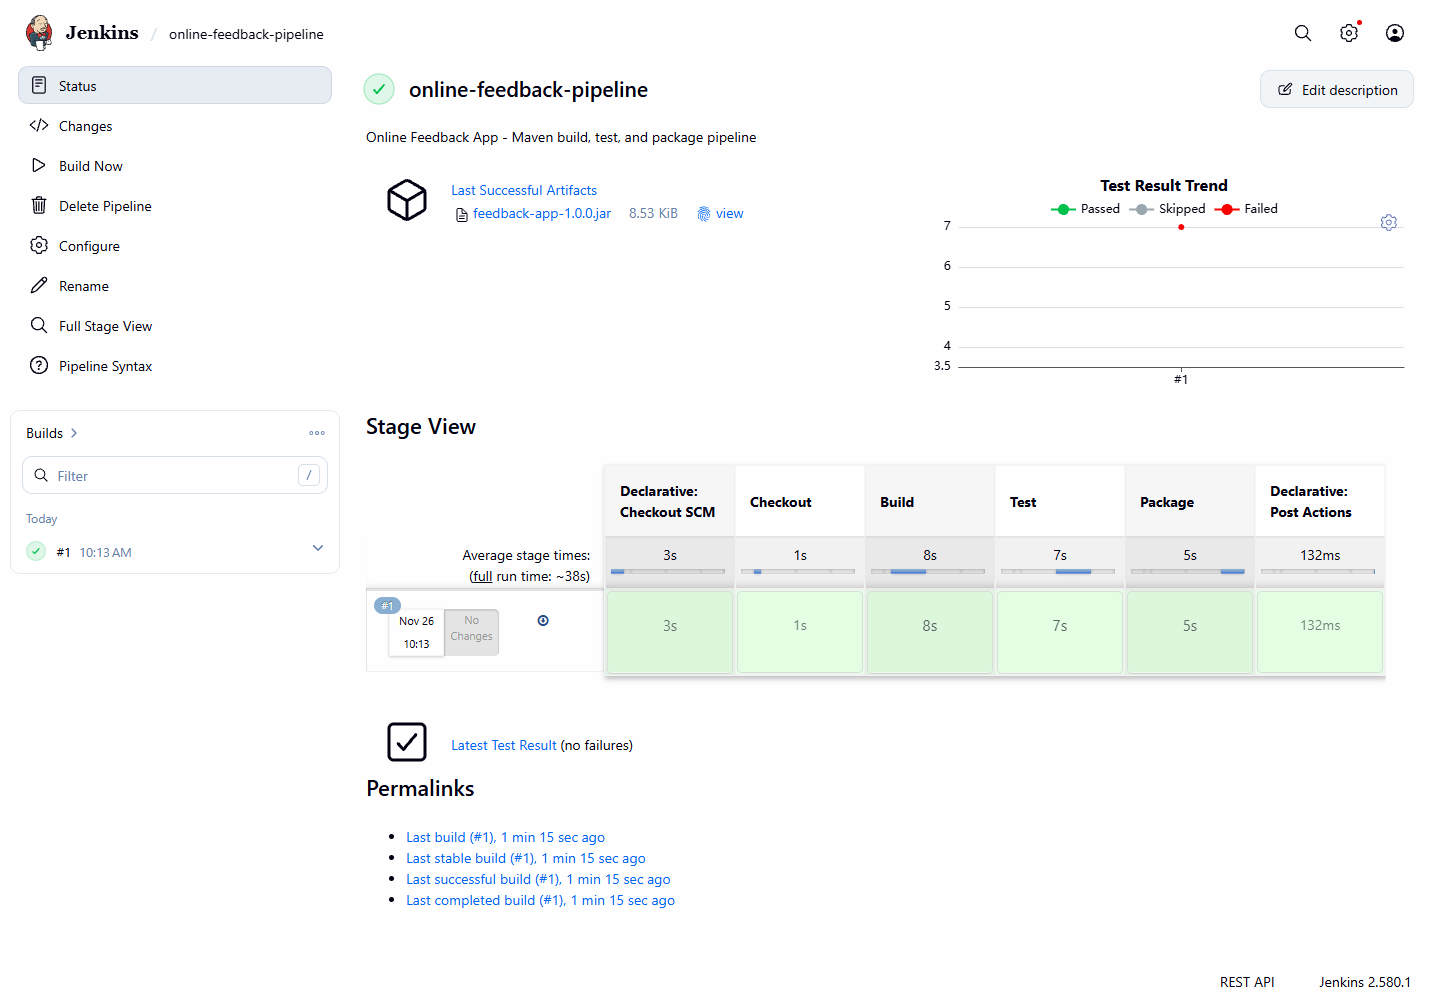 Jenkins / online-feedback-pipeline
Status
Changes
Build Now
Delete Pipeline
Configure
Rename
Full Stage View
Pipeline Syntax
Builds
Filter /
Today
#1 10:13 AM
online-feedback-pipeline
Edit description
Online Feedback App - Maven build, test, and package pipeline
Last Successful Artifacts
feedback-app-1.0.0.jar 8.53 KiB view
Test Result Trend
Passed Skipped Failed
7
6
5
4
3.5
#1
Stage View
Declarative: Checkout SCM
Checkout
Build
Test
Package
Declarative: Post Actions
Average stage times:
(full run time: ~38s)
3s 1s 8s 7s 5s 132ms
#1
Nov 26
10:13
No Changes
3s 1s 8s 7s 5s 132ms
Latest Test Result (no failures)
Permalinks
Last build (#1), 1 min 15 sec ago
Last stable build (#1), 1 min 15 sec ago
Last successful build (#1), 1 min 15 sec ago
Last completed build (#1), 1 min 15 sec ago
REST API Jenkins 2.580.1